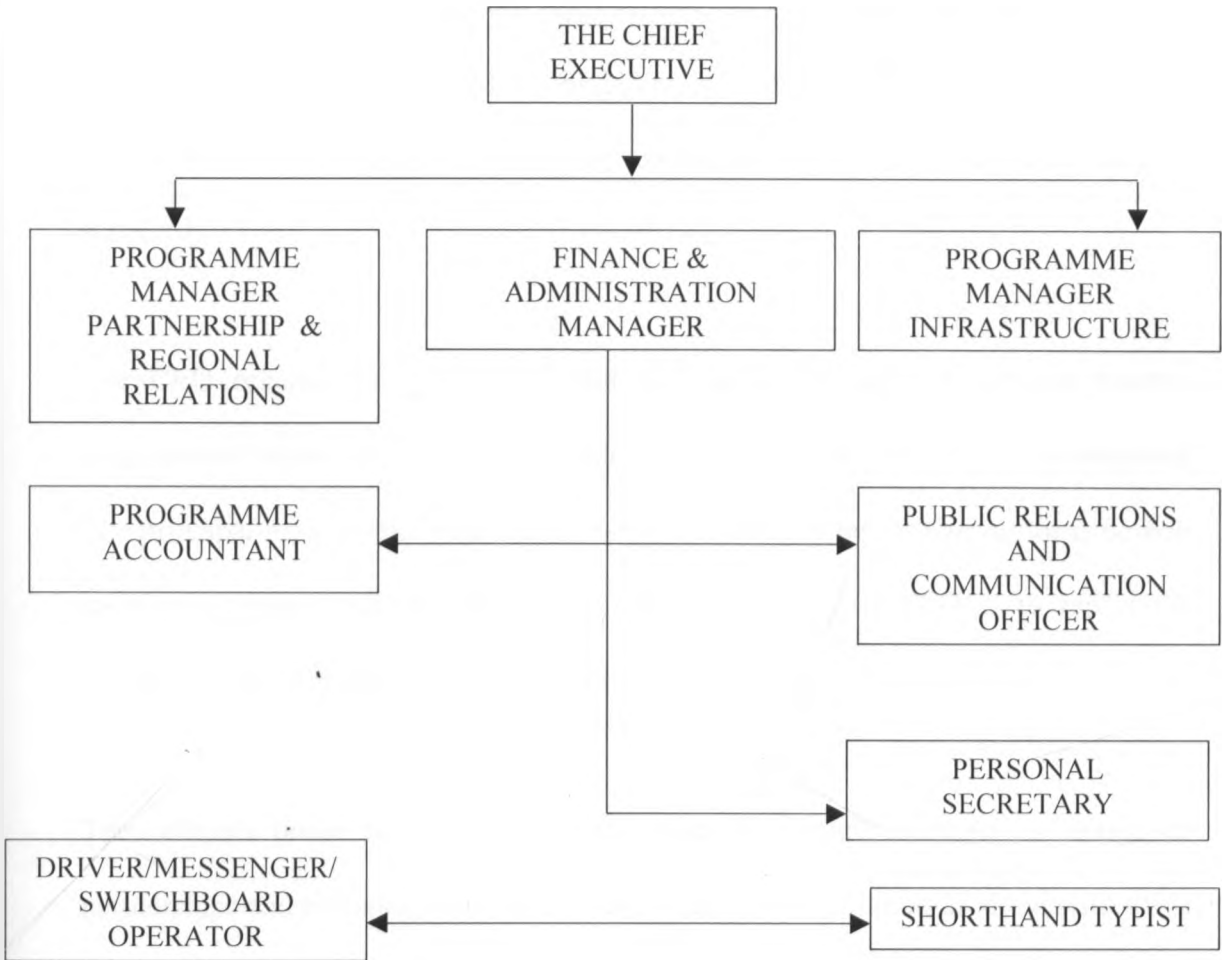 THE CHIEF
EXECUTIVE
PROGRAMME
MANAGER
PARTNERSHIP &
REGIONAL
RELATIONS
FINANCE &
ADMINISTRATION
MANAGER
PROGRAMME
MANAGER
INFRASTRUCTURE
PROGRAMME
ACCOUNTANT
PUBLIC RELATIONS
AND
COMMUNICATION
OFFICER
PERSONAL
SECRETARY
DRIVER/MESSENGER/
SWITCHBOARD
OPERATOR
SHORTHAND TYPIST